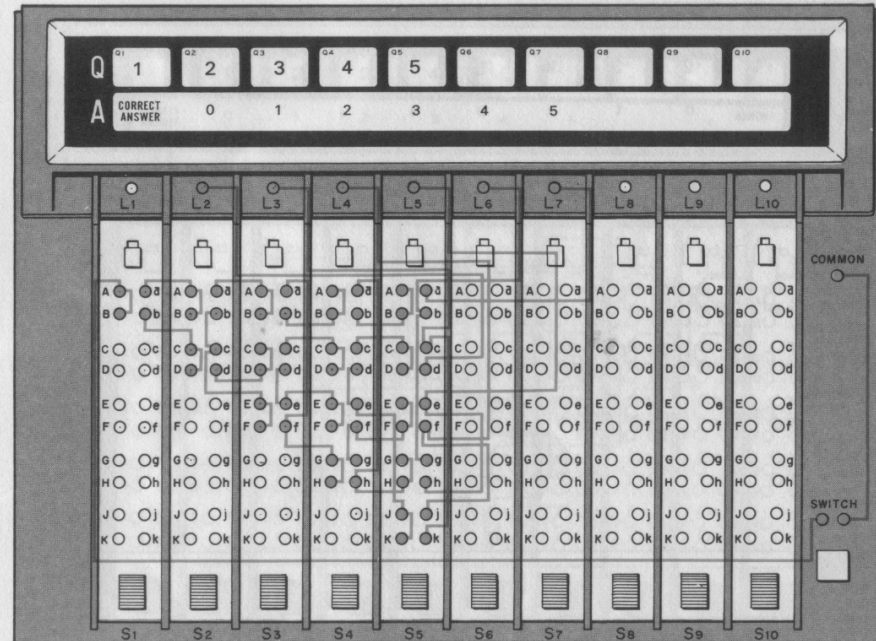 Q1 Q2 Q3 Q4 Q5 Q6 Q7 Q8 Q9 Q10
Q 1 2 3 4 5
A CORRECT ANSWER 0 1 2 3 4 5
L1 L2 L3 L4 L5 L6 L7 L8 L9 L10
COMMON
A a A a A a A a A a A a A a A a A a A a
B b B b B b B b B b B b B b B b B b B b
C c C c C c C c C c C c C c C c C c C c
D d D d D d D d D d D d D d D d D d D d
E e E e E e E e E e E e E e E e E e E e
F f F f F f F f F f F f F f F f F f F f
G g G g G g G g G g G g G g G g G g G g
H h H h H h H h H h H h H h H h H h H h
SWITCH
J j J j J j J j J j J j J j J j J j J j
K k K k K k K k K k K k K k K k K k K k
S1 S2 S3 S4 S5 S6 S7 S8 S9 S10